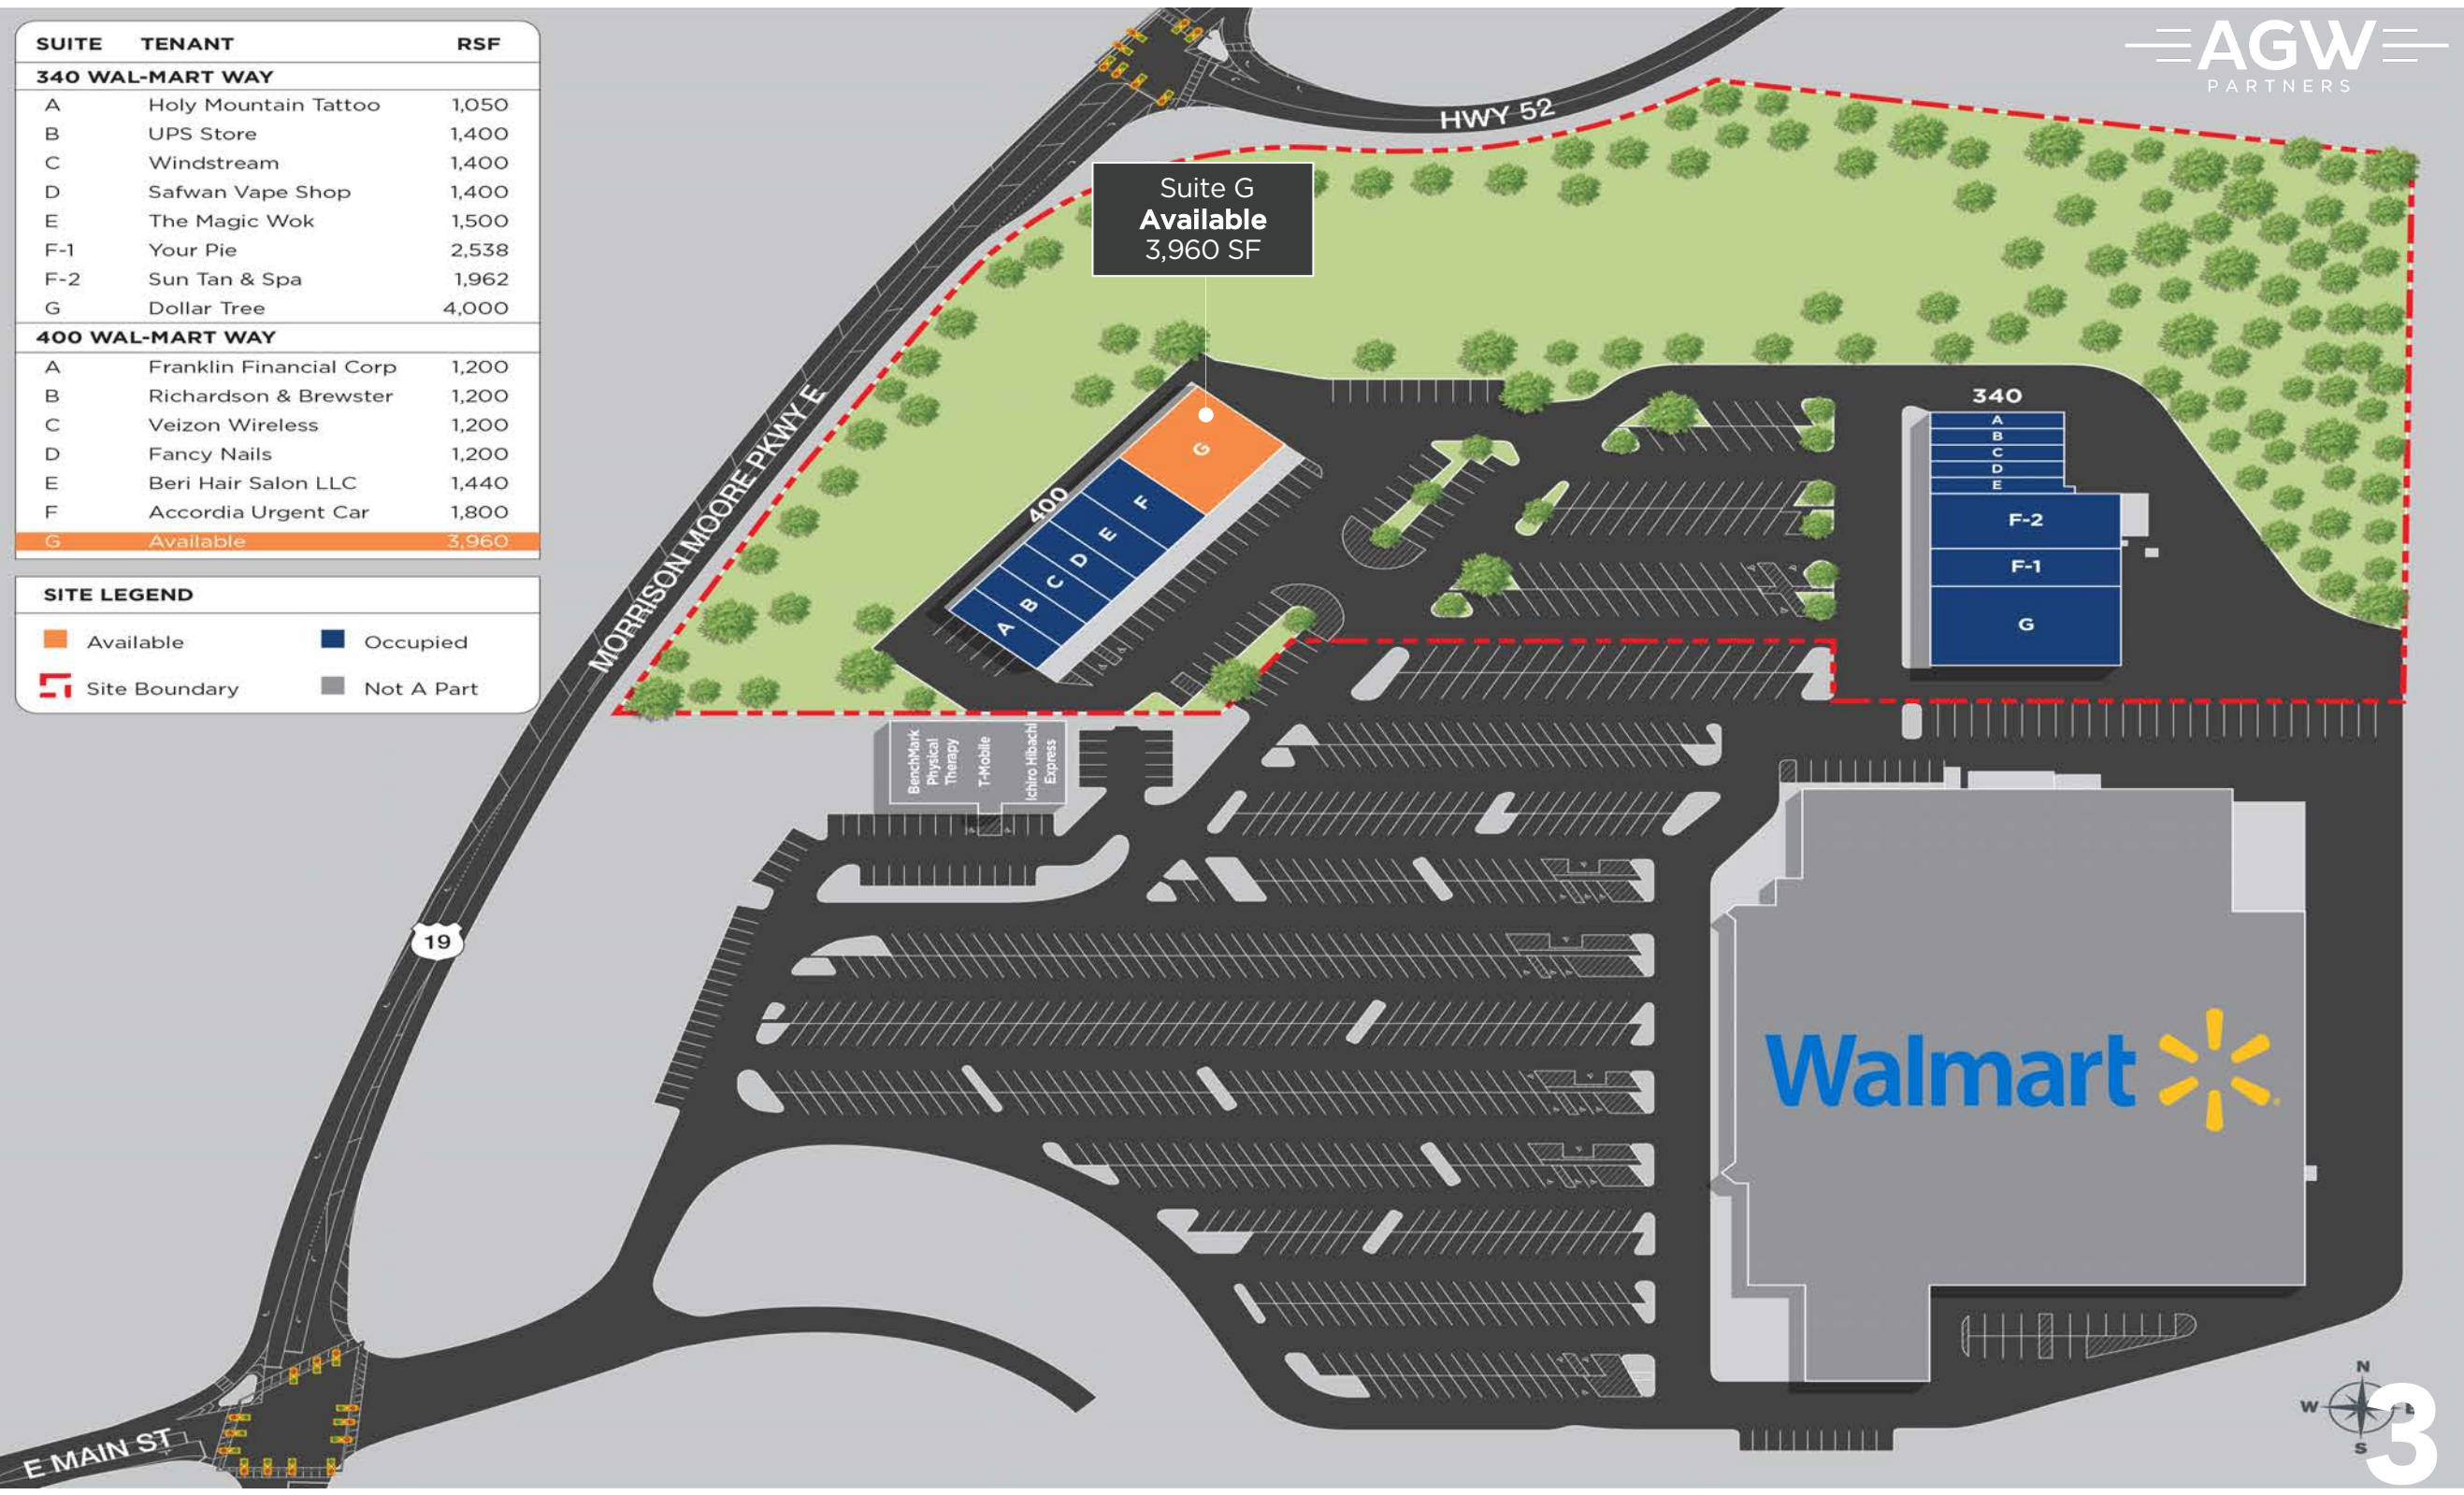 SUITE TENANT RSF
340 WAL-MART WAY
A Holy Mountain Tattoo 1,050
B UPS Store 1,400
C Windstream 1,400
D Safwan Vape Shop 1,400
E The Magic Wok 1,500
F-1 Your Pie 2,538
F-2 Sun Tan & Spa 1,962
G Dollar Tree 4,000
400 WAL-MART WAY
A Franklin Financial Corp 1,200
B Richardson & Brewster 1,200
C Veizon Wireless 1,200
D Fancy Nails 1,200
E Beri Hair Salon LLC 1,440
F Accordia Urgent Car 1,800
G Available 3,960
SITE LEGEND
Available Occupied
Site Boundary Not A Part
AGW
PARTNERS
HWY 52
Suite G
Available
3,960 SF
MORRISON MOORE PKWY E
400
G
F
E
D
C
B
A
340
A
B
C
D
E
F-2
F-1
G
BenchMark
Physical
Therapy
T-Mobile
Ichiro Hibachi
Express
19
Walmart
E MAIN ST
N
W E
S
3